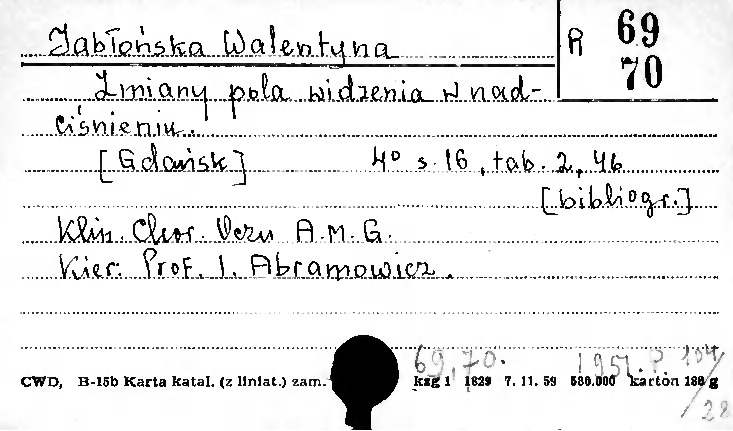 Jabłońska Walentyna
R 69
70
Zmiany pola widzenia w nad-
ciśnieniu.
[Gdańsk] 4° s. 16, tab. 2, 46
[bibliogr.]
Klin. Chor. Oczu A.M.G.
Kier. Prof. I. Abramowicz.
69,70. 1951. P 104/28
CWD, B-15b Karta katal. (z liniat.) zam. kzg 1 1829 7.11.59 580.000 karton 180 g